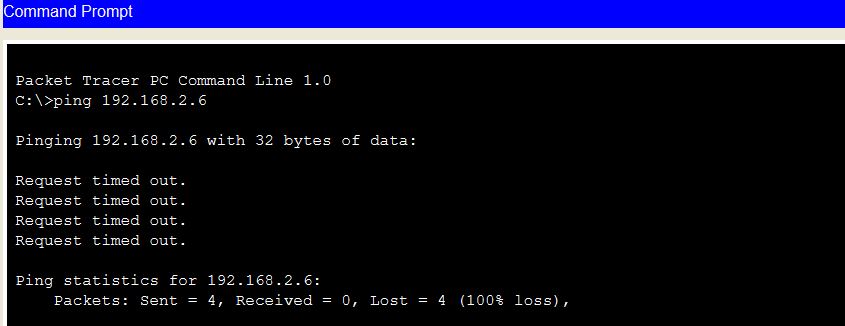 Command Prompt
Packet Tracer PC Command Line 1.0
C:\>ping 192.168.2.6
Pinging 192.168.2.6 with 32 bytes of data:
Request timed out.
Request timed out.
Request timed out.
Request timed out.
Ping statistics for 192.168.2.6:
    Packets: Sent = 4, Received = 0, Lost = 4 (100% loss),